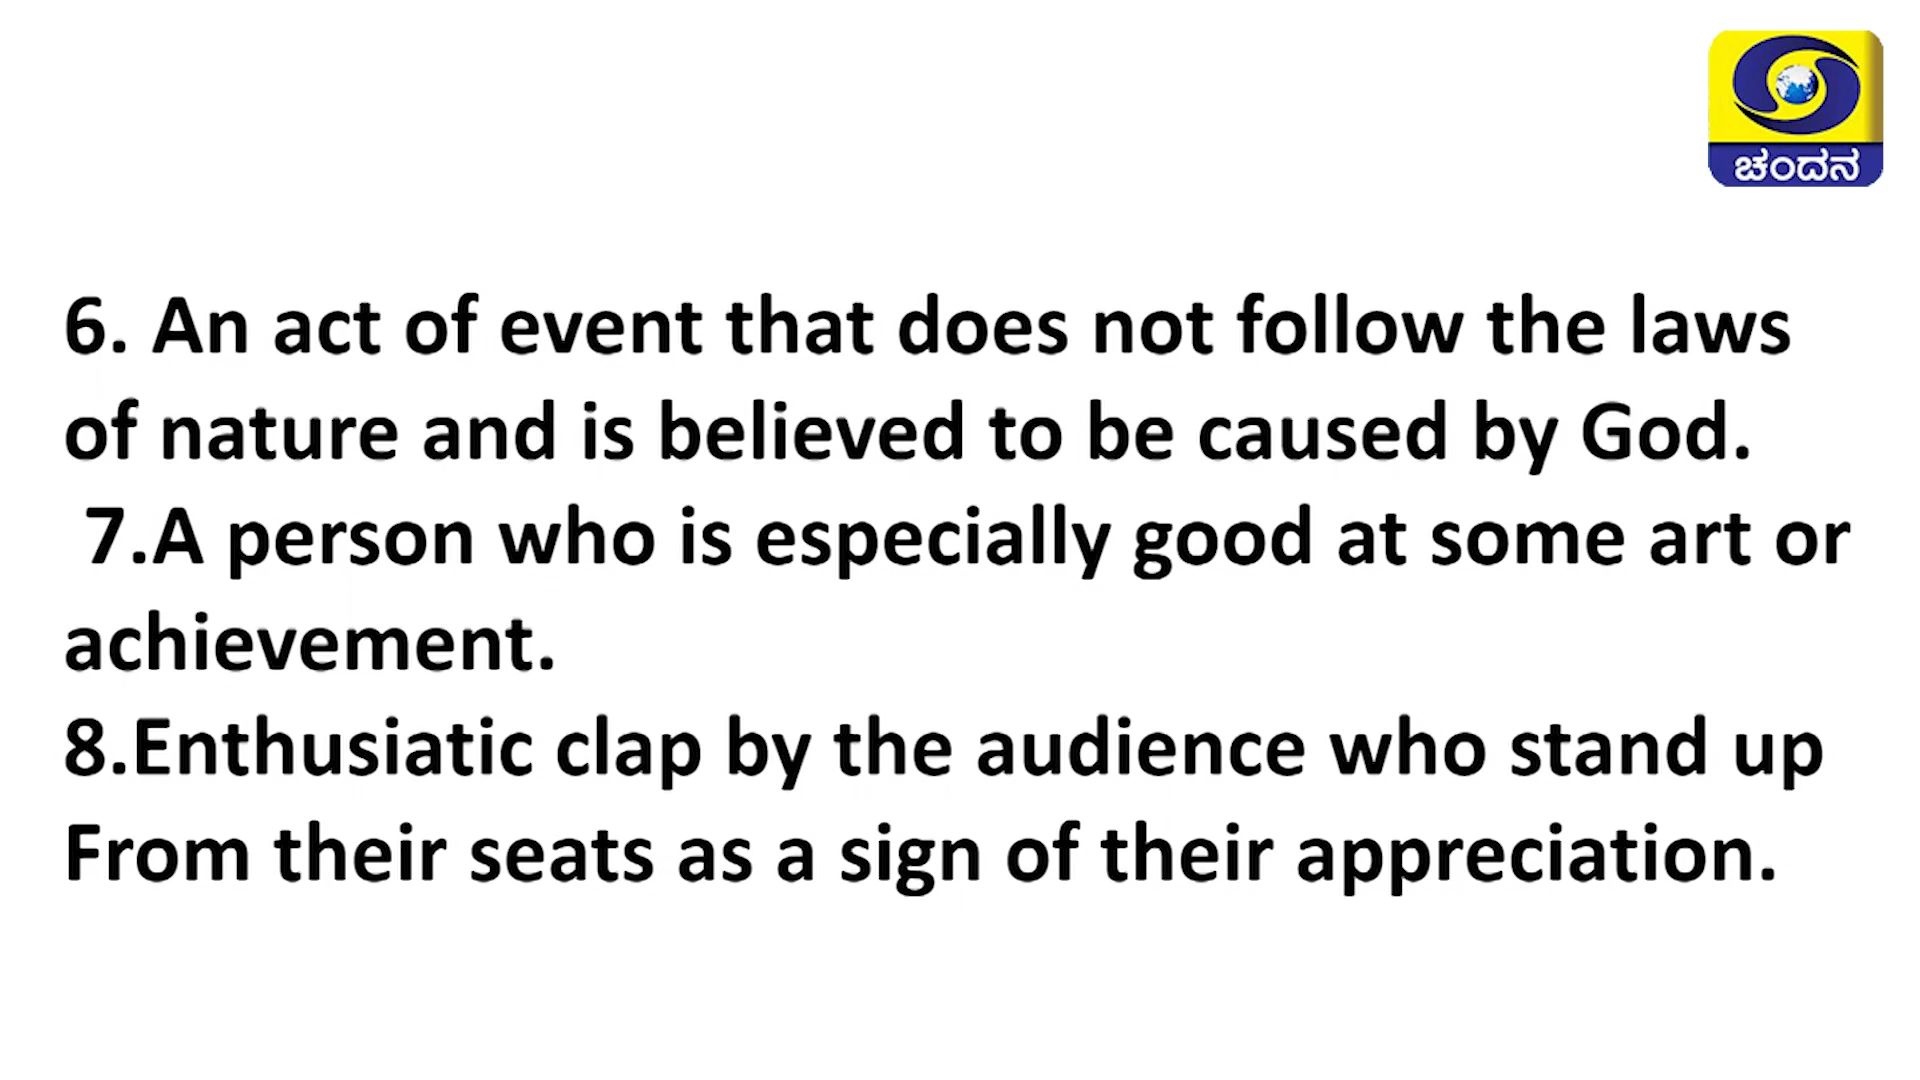 ಚಂದನ
6. An act of event that does not follow the laws
of nature and is believed to be caused by God.
7.A person who is especially good at some art or
achievement.
8.Enthusiatic clap by the audience who stand up
From their seats as a sign of their appreciation.